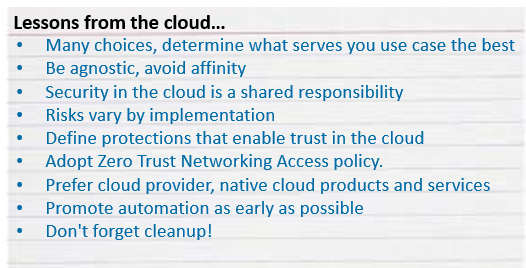 Lessons from the cloud...
• Many choices, determine what serves you use case the best
• Be agnostic, avoid affinity
• Security in the cloud is a shared responsibility
• Risks vary by implementation
• Define protections that enable trust in the cloud
• Adopt Zero Trust Networking Access policy.
• Prefer cloud provider, native cloud products and services
• Promote automation as early as possible
• Don't forget cleanup!